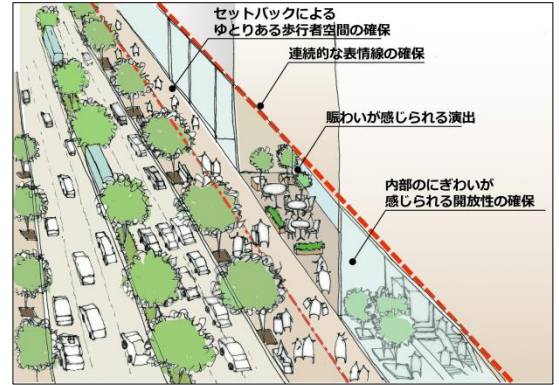 セットバックによる
ゆとりある歩行者空間の確保
連続的な表情線の確保
賑わいが感じられる演出
内部のにぎわいが
感じられる開放性の確保